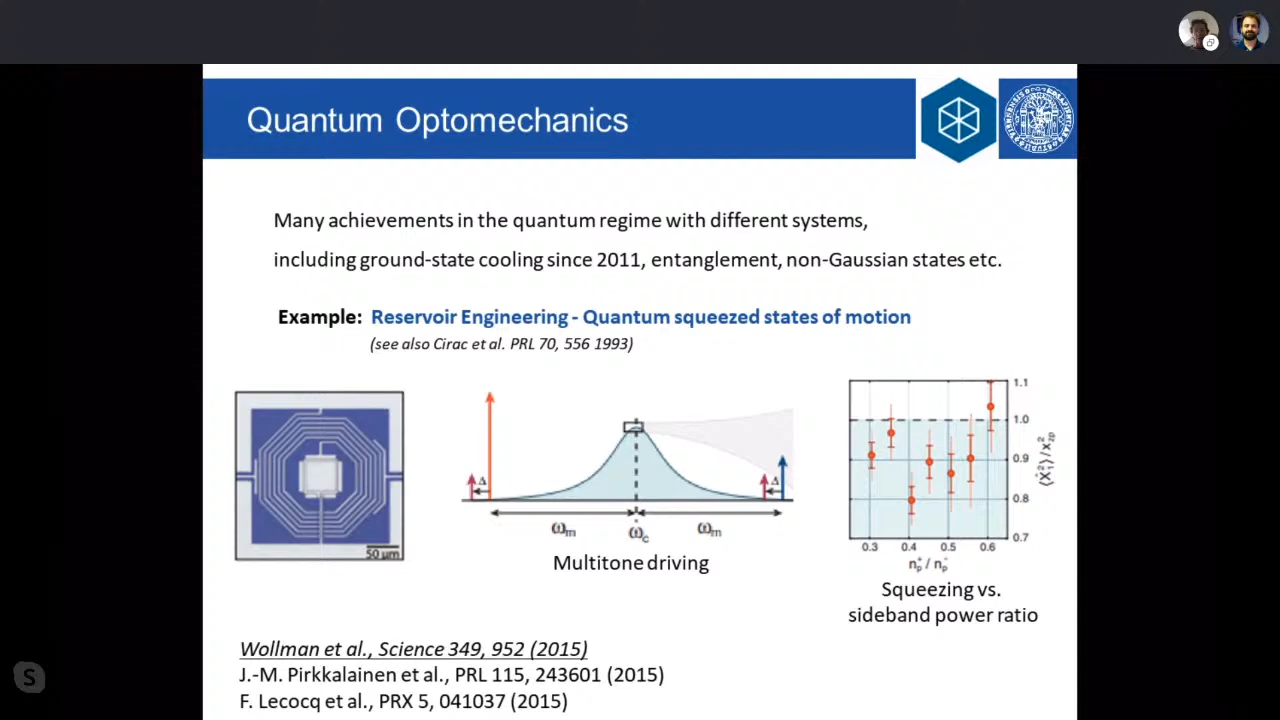 Quantum Optomechanics
Many achievements in the quantum regime with different systems,
including ground-state cooling since 2011, entanglement, non-Gaussian states etc.
Example: Reservoir Engineering - Quantum squeezed states of motion
(see also Cirac et al. PRL 70, 556 1993)
50 μm
Δ
Δ
ωm
ωc
ωm
Multitone driving
1.1
1.0
0.9
0.8
0.7
0.3 0.4 0.5 0.6
⟨X̂₁²⟩ / x²zp
np⁺ / np⁻
Squeezing vs.
sideband power ratio
Wollman et al., Science 349, 952 (2015)
J.-M. Pirkkalainen et al., PRL 115, 243601 (2015)
F. Lecocq et al., PRX 5, 041037 (2015)
S